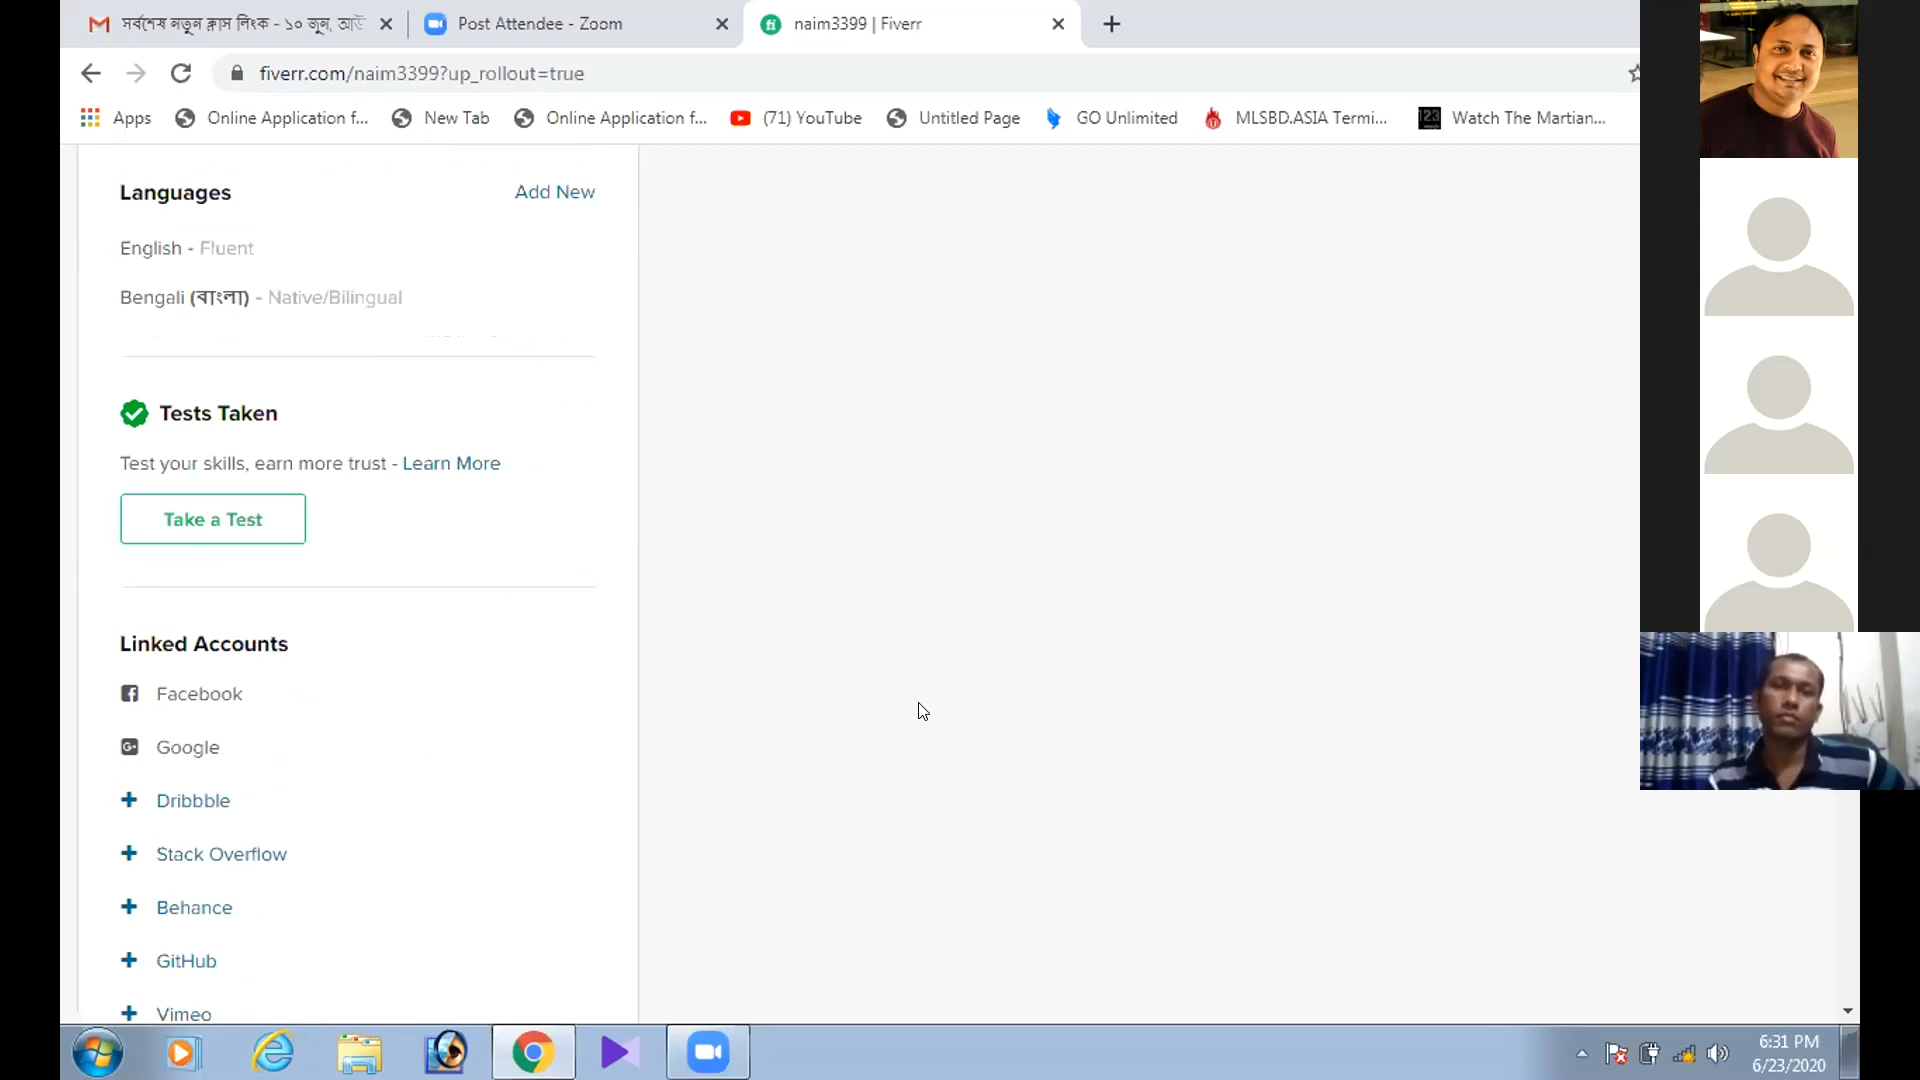 সর্বশেষ নতুন ক্লাস লিংক - ১০ জুন, আউ
Post Attendee - Zoom
naim3399 | Fiverr
fiverr.com/naim3399?up_rollout=true
Apps
Online Application f...
New Tab
Online Application f...
(71) YouTube
Untitled Page
GO Unlimited
MLSBD.ASIA Termi...
123
Watch The Martian...
Languages
Add New
English - Fluent
Bengali (বাংলা) - Native/Bilingual
Tests Taken
Test your skills, earn more trust - Learn More
Take a Test
Linked Accounts
Facebook
Google
Dribbble
Stack Overflow
Behance
GitHub
Vimeo
6:31 PM
6/23/2020